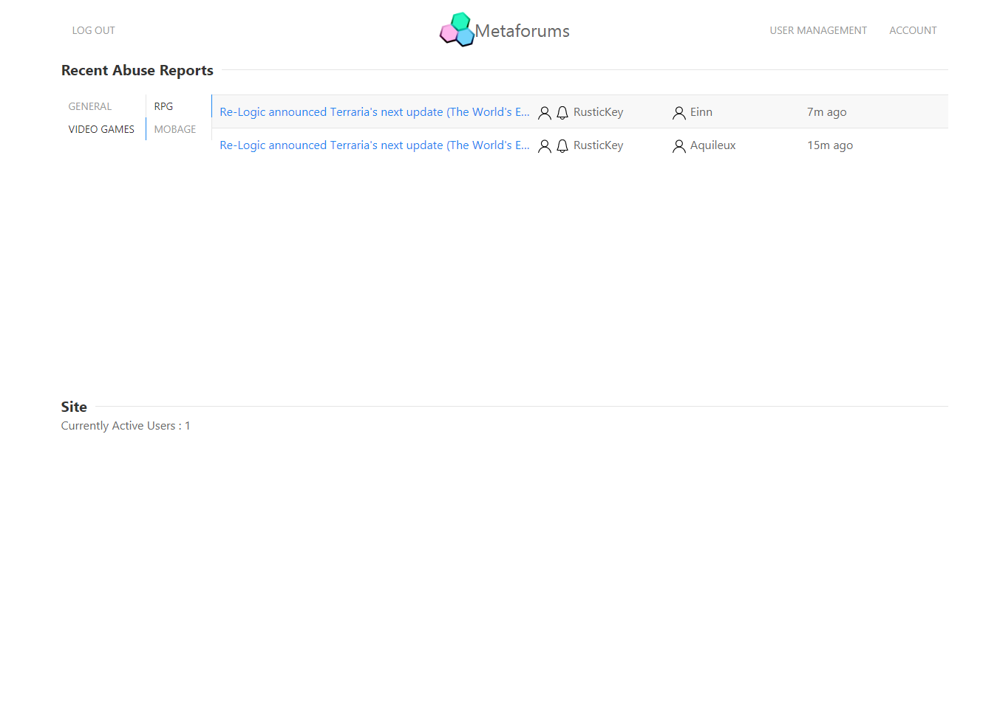 LOG OUT
Metaforums
USER MANAGEMENT
ACCOUNT
Recent Abuse Reports
GENERAL
VIDEO GAMES
RPG
MOBAGE
Re-Logic announced Terraria's next update (The World's E... RusticKey Einn 7m ago
Re-Logic announced Terraria's next update (The World's E... RusticKey Aquileux 15m ago
Site
Currently Active Users : 1